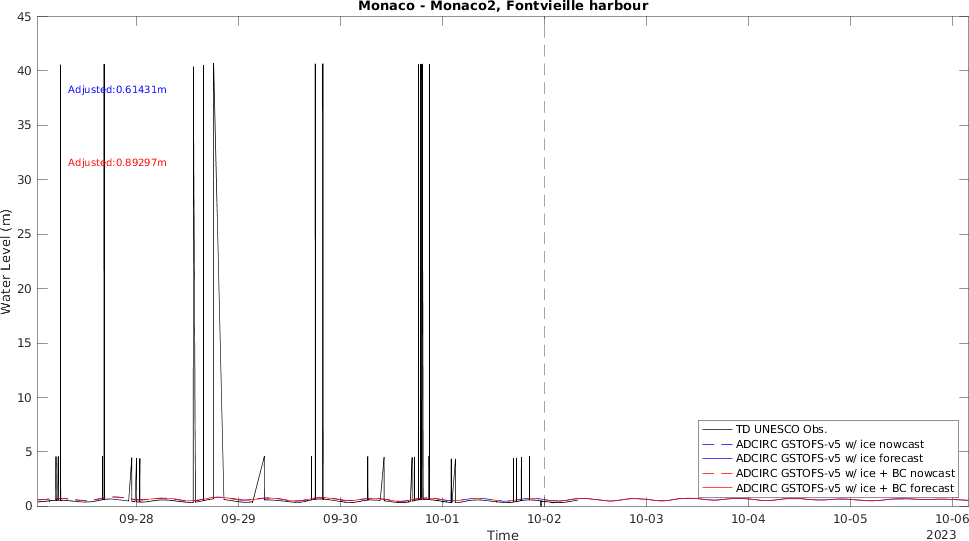 Monaco - Monaco2, Fontvieille harbour
45
40
35
30
25
20
15
10
5
0
Water Level (m)
Adjusted:0.61431m
Adjusted:0.89297m
TD UNESCO Obs.
ADCIRC GSTOFS-v5 w/ ice nowcast
ADCIRC GSTOFS-v5 w/ ice forecast
ADCIRC GSTOFS-v5 w/ ice + BC nowcast
ADCIRC GSTOFS-v5 w/ ice + BC forecast
09-28 09-29 09-30 10-01 10-02 10-03 10-04 10-05 10-06
Time
2023